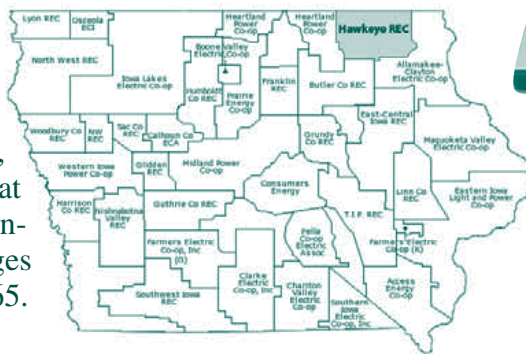 Lyon REC
Osceola
ECI
Heartland
Power
Co-op
Heartland
Power
Co-op
Hawkeye REC
North West REC
Iowa Lakes
Electric Co-op
Boone Valley
Electric Co-op
Humboldt
Co REC
Prairie
Energy
Co-op
Franklin
REC
Butler Co REC
Allamakee-
Clayton
Electric Co-op
Woodbury Co
REC
NW
REC
Sac Co
REC
Calhoun Co
ECA
Grundy
Co REC
East-Central
Iowa REC
Maquoketa Valley
Electric Co-op
Western Iowa
Power Co-op
Glidden
REC
Midland Power
Co-op
Consumers
Energy
Linn Co
REC
Eastern Iowa
Light and Power
Co-op
Harrison
Co REC
Nishnabotna
Valley
REC
Guthrie Co REC
T.I.P. REC
Farmers Electric
Co-op, Inc
(G)
Pella
Co-op
Electric
Assoc
Farmers Electric
Co-op (K)
Southwest Iowa
REC
Clarke
Electric
Co-op, Inc
Chariton
Valley
Electric
Co-op
Southern
Iowa
Electric
Co-op, Inc
Access
Energy
Co-op
,
at
n-
ges
65.